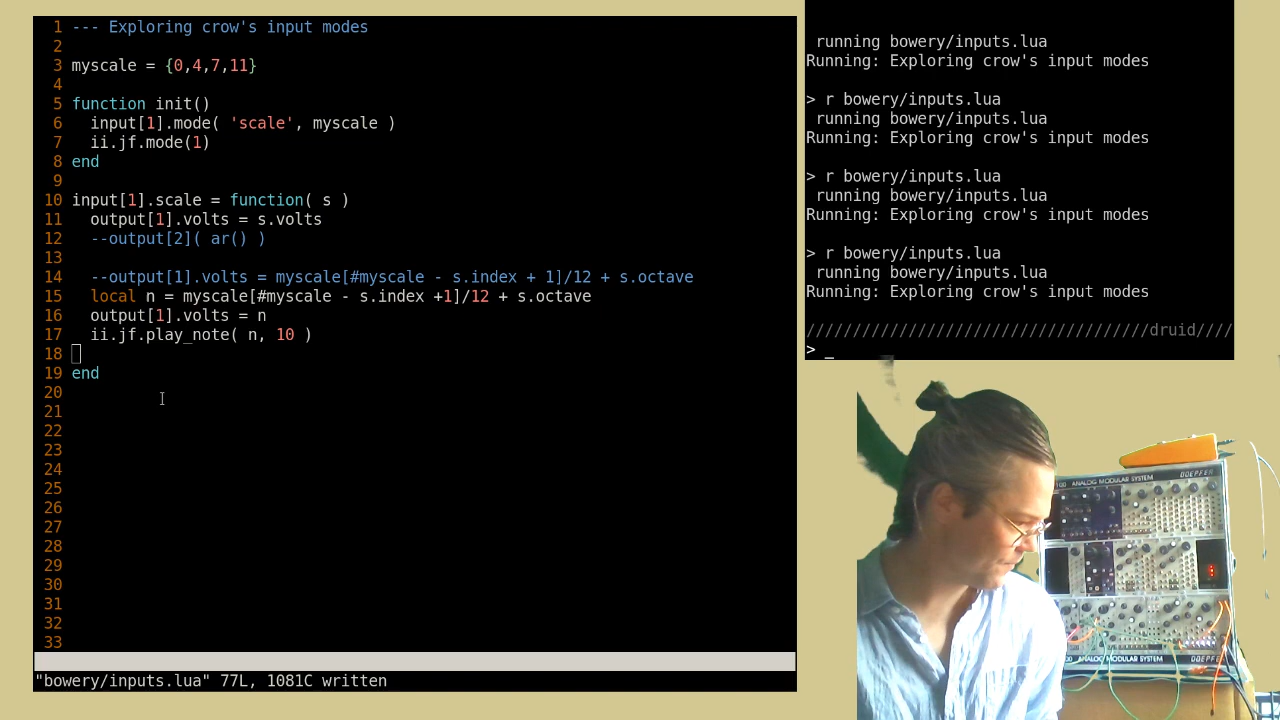 1 --- Exploring crow's input modes
2
3 myscale = {0,4,7,11}
4
5 function init()
6   input[1].mode( 'scale', myscale )
7   ii.jf.mode(1)
8 end
9
10 input[1].scale = function( s )
11   output[1].volts = s.volts
12   --output[2]( ar() )
13
14   --output[1].volts = myscale[#myscale - s.index + 1]/12 + s.octave
15   local n = myscale[#myscale - s.index +1]/12 + s.octave
16   output[1].volts = n
17   ii.jf.play_note( n, 10 )
18
19 end
20
21
22
23
24
25
26
27
28
29
30
31
32
33
"bowery/inputs.lua" 77L, 1081C written
running bowery/inputs.lua
Running: Exploring crow's input modes
> r bowery/inputs.lua
running bowery/inputs.lua
Running: Exploring crow's input modes
> r bowery/inputs.lua
running bowery/inputs.lua
Running: Exploring crow's input modes
> r bowery/inputs.lua
running bowery/inputs.lua
Running: Exploring crow's input modes
/////////////////////////////////////druid////
> _
100 ANALOG MODULAR SYSTEM DOEPFER
100 ANALOG MODULAR SYSTEM DOEPFER